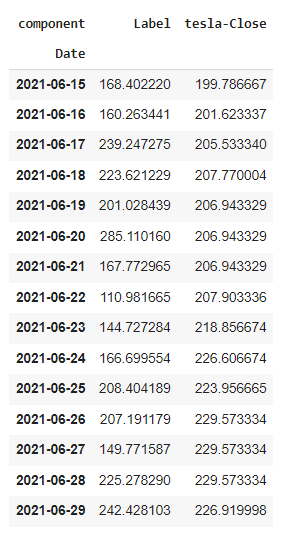 component Label tesla-Close
Date
2021-06-15 168.402220 199.786667
2021-06-16 160.263441 201.623337
2021-06-17 239.247275 205.533340
2021-06-18 223.621229 207.770004
2021-06-19 201.028439 206.943329
2021-06-20 285.110160 206.943329
2021-06-21 167.772965 206.943329
2021-06-22 110.981665 207.903336
2021-06-23 144.727284 218.856674
2021-06-24 166.699554 226.606674
2021-06-25 208.404189 223.956665
2021-06-26 207.191179 229.573334
2021-06-27 149.771587 229.573334
2021-06-28 225.278290 229.573334
2021-06-29 242.428103 226.919998